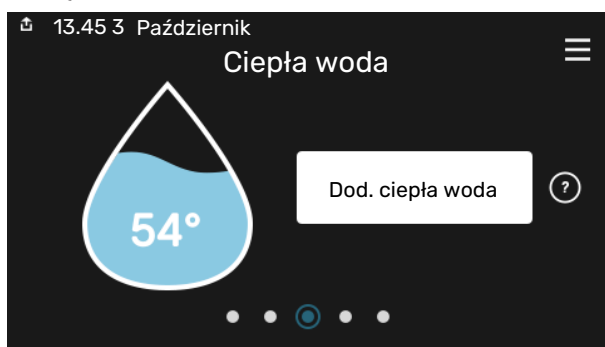 13.45 3 Październik
Ciepła woda
54°
Dod. ciepła woda
?